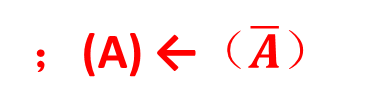 ；(A) ← （A̅）